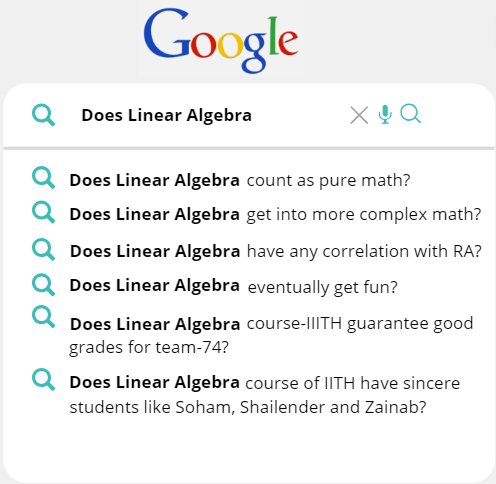 Google
Does Linear Algebra
Does Linear Algebra count as pure math?
Does Linear Algebra get into more complex math?
Does Linear Algebra have any correlation with RA?
Does Linear Algebra eventually get fun?
Does Linear Algebra course-IIITH guarantee good
grades for team-74?
Does Linear Algebra course of IITH have sincere
students like Soham, Shailender and Zainab?